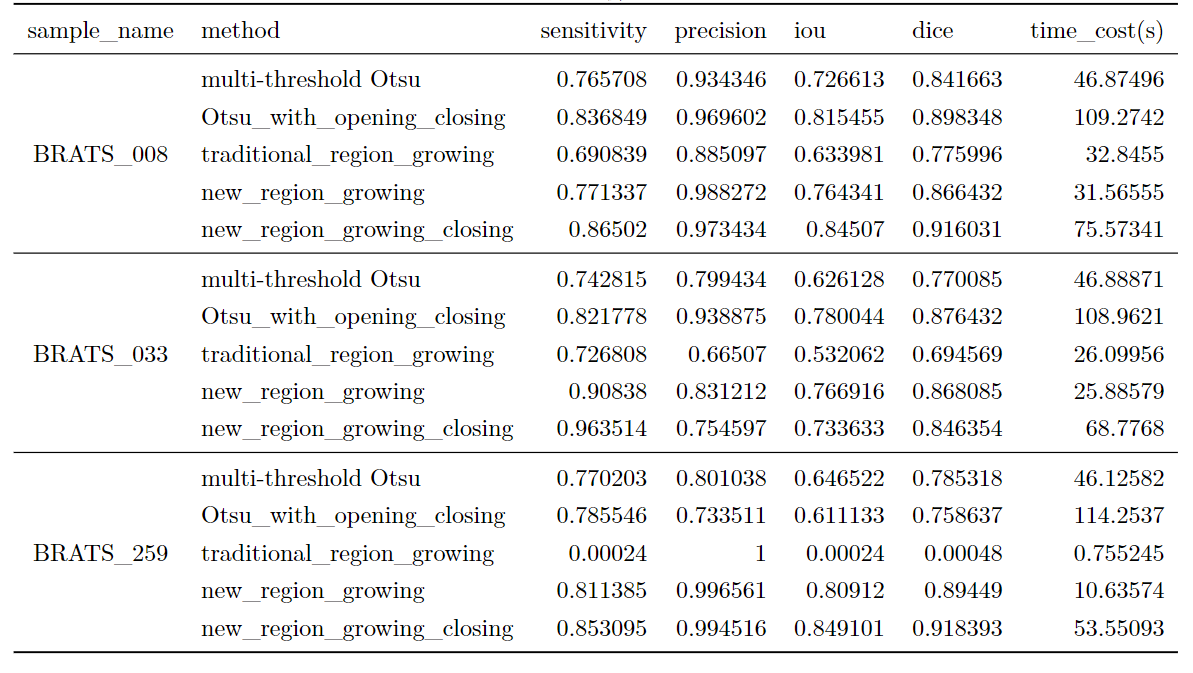 sample_name method sensitivity precision iou dice time_cost(s)
multi-threshold Otsu 0.765708 0.934346 0.726613 0.841663 46.87496
Otsu_with_opening_closing 0.836849 0.969602 0.815455 0.898348 109.2742
BRATS_008 traditional_region_growing 0.690839 0.885097 0.633981 0.775996 32.8455
new_region_growing 0.771337 0.988272 0.764341 0.866432 31.56555
new_region_growing_closing 0.86502 0.973434 0.84507 0.916031 75.57341
multi-threshold Otsu 0.742815 0.799434 0.626128 0.770085 46.88871
Otsu_with_opening_closing 0.821778 0.938875 0.780044 0.876432 108.9621
BRATS_033 traditional_region_growing 0.726808 0.66507 0.532062 0.694569 26.09956
new_region_growing 0.90838 0.831212 0.766916 0.868085 25.88579
new_region_growing_closing 0.963514 0.754597 0.733633 0.846354 68.7768
multi-threshold Otsu 0.770203 0.801038 0.646522 0.785318 46.12582
Otsu_with_opening_closing 0.785546 0.733511 0.611133 0.758637 114.2537
BRATS_259 traditional_region_growing 0.00024 1 0.00024 0.00048 0.755245
new_region_growing 0.811385 0.996561 0.80912 0.89449 10.63574
new_region_growing_closing 0.853095 0.994516 0.849101 0.918393 53.55093